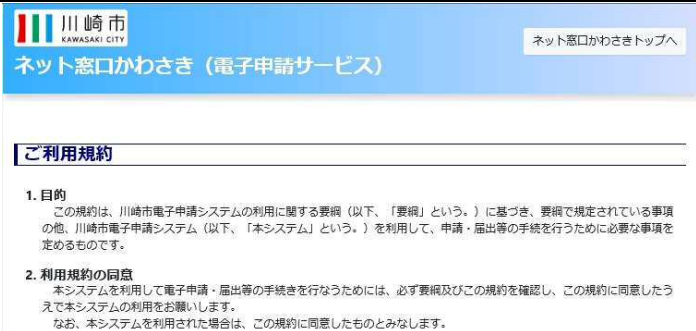 川崎市
KAWASAKI CITY
ネット窓口かわさきトップへ
ネット窓口かわさき（電子申請サービス）
ご利用規約
1. 目的
この規約は、川崎市電子申請システムの利用に関する要綱（以下、「要綱」という。）に基づき、要綱で規定されている事項
の他、川崎市電子申請システム（以下、「本システム」という。）を利用して、申請・届出等の手続を行うために必要な事項を
定めるものです。
2. 利用規約の同意
本システムを利用して電子申請・届出等の手続きを行なうためには、必ず要綱及びこの規約を確認し、この規約に同意したう
えで本システムの利用をお願いします。
なお、本システムを利用された場合は、この規約に同意したものとみなします。